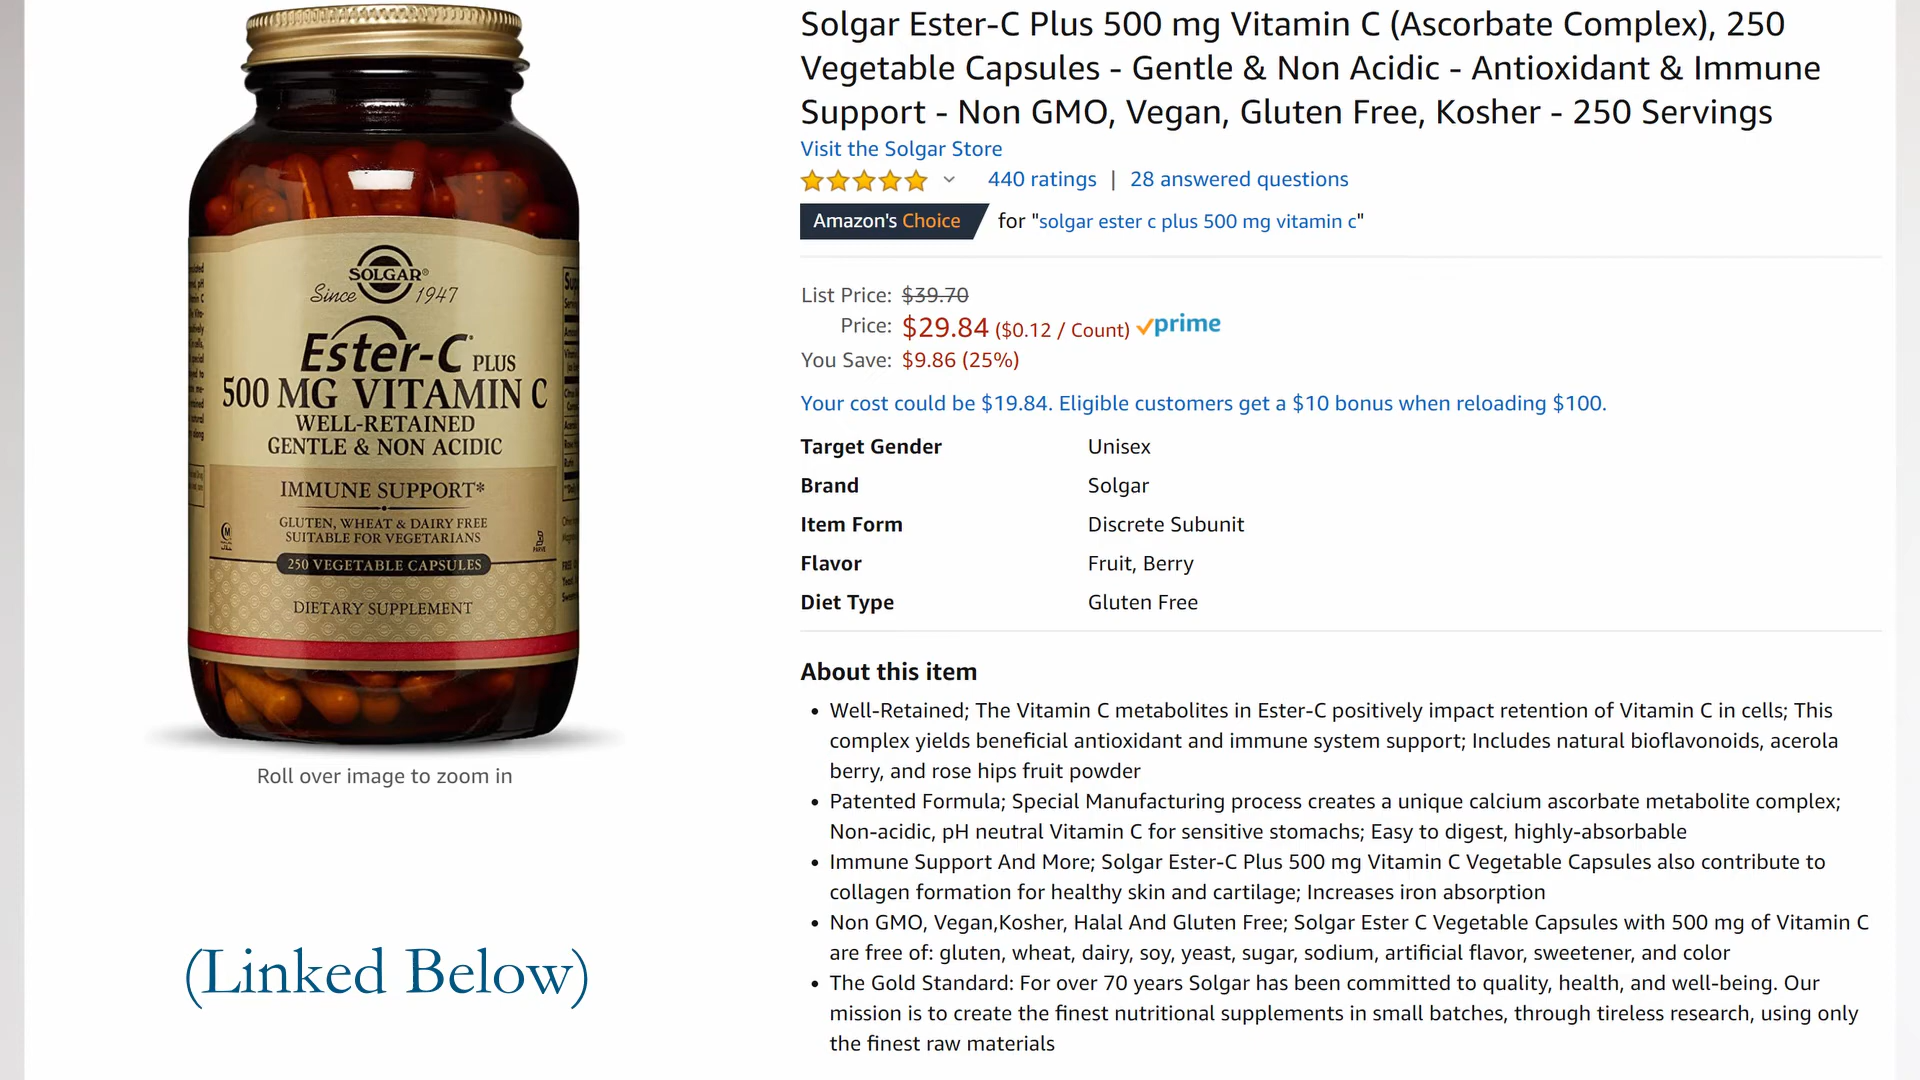 Solgar Ester-C Plus 500 mg Vitamin C (Ascorbate Complex), 250
Vegetable Capsules - Gentle & Non Acidic - Antioxidant & Immune
Support - Non GMO, Vegan, Gluten Free, Kosher - 250 Servings
Visit the Solgar Store
440 ratings | 28 answered questions
Amazon's Choice for "solgar ester c plus 500 mg vitamin c"
List Price: $39.70
Price: $29.84 ($0.12 / Count) prime
You Save: $9.86 (25%)
Your cost could be $19.84. Eligible customers get a $10 bonus when reloading $100.
Target Gender Unisex
Brand Solgar
Item Form Discrete Subunit
Flavor Fruit, Berry
Diet Type Gluten Free
About this item
• Well-Retained; The Vitamin C metabolites in Ester-C positively impact retention of Vitamin C in cells; This
complex yields beneficial antioxidant and immune system support; Includes natural bioflavonoids, acerola
berry, and rose hips fruit powder
• Patented Formula; Special Manufacturing process creates a unique calcium ascorbate metabolite complex;
Non-acidic, pH neutral Vitamin C for sensitive stomachs; Easy to digest, highly-absorbable
• Immune Support And More; Solgar Ester-C Plus 500 mg Vitamin C Vegetable Capsules also contribute to
collagen formation for healthy skin and cartilage; Increases iron absorption
• Non GMO, Vegan,Kosher, Halal And Gluten Free; Solgar Ester C Vegetable Capsules with 500 mg of Vitamin C
are free of: gluten, wheat, dairy, soy, yeast, sugar, sodium, artificial flavor, sweetener, and color
• The Gold Standard: For over 70 years Solgar has been committed to quality, health, and well-being. Our
mission is to create the finest nutritional supplements in small batches, through tireless research, using only
the finest raw materials
SOLGAR®
Since 1947
Ester-C® PLUS
500 MG VITAMIN C
WELL-RETAINED
GENTLE & NON ACIDIC
IMMUNE SUPPORT*
GLUTEN, WHEAT & DAIRY FREE
SUITABLE FOR VEGETARIANS
250 VEGETABLE CAPSULES
DIETARY SUPPLEMENT
Roll over image to zoom in
(Linked Below)